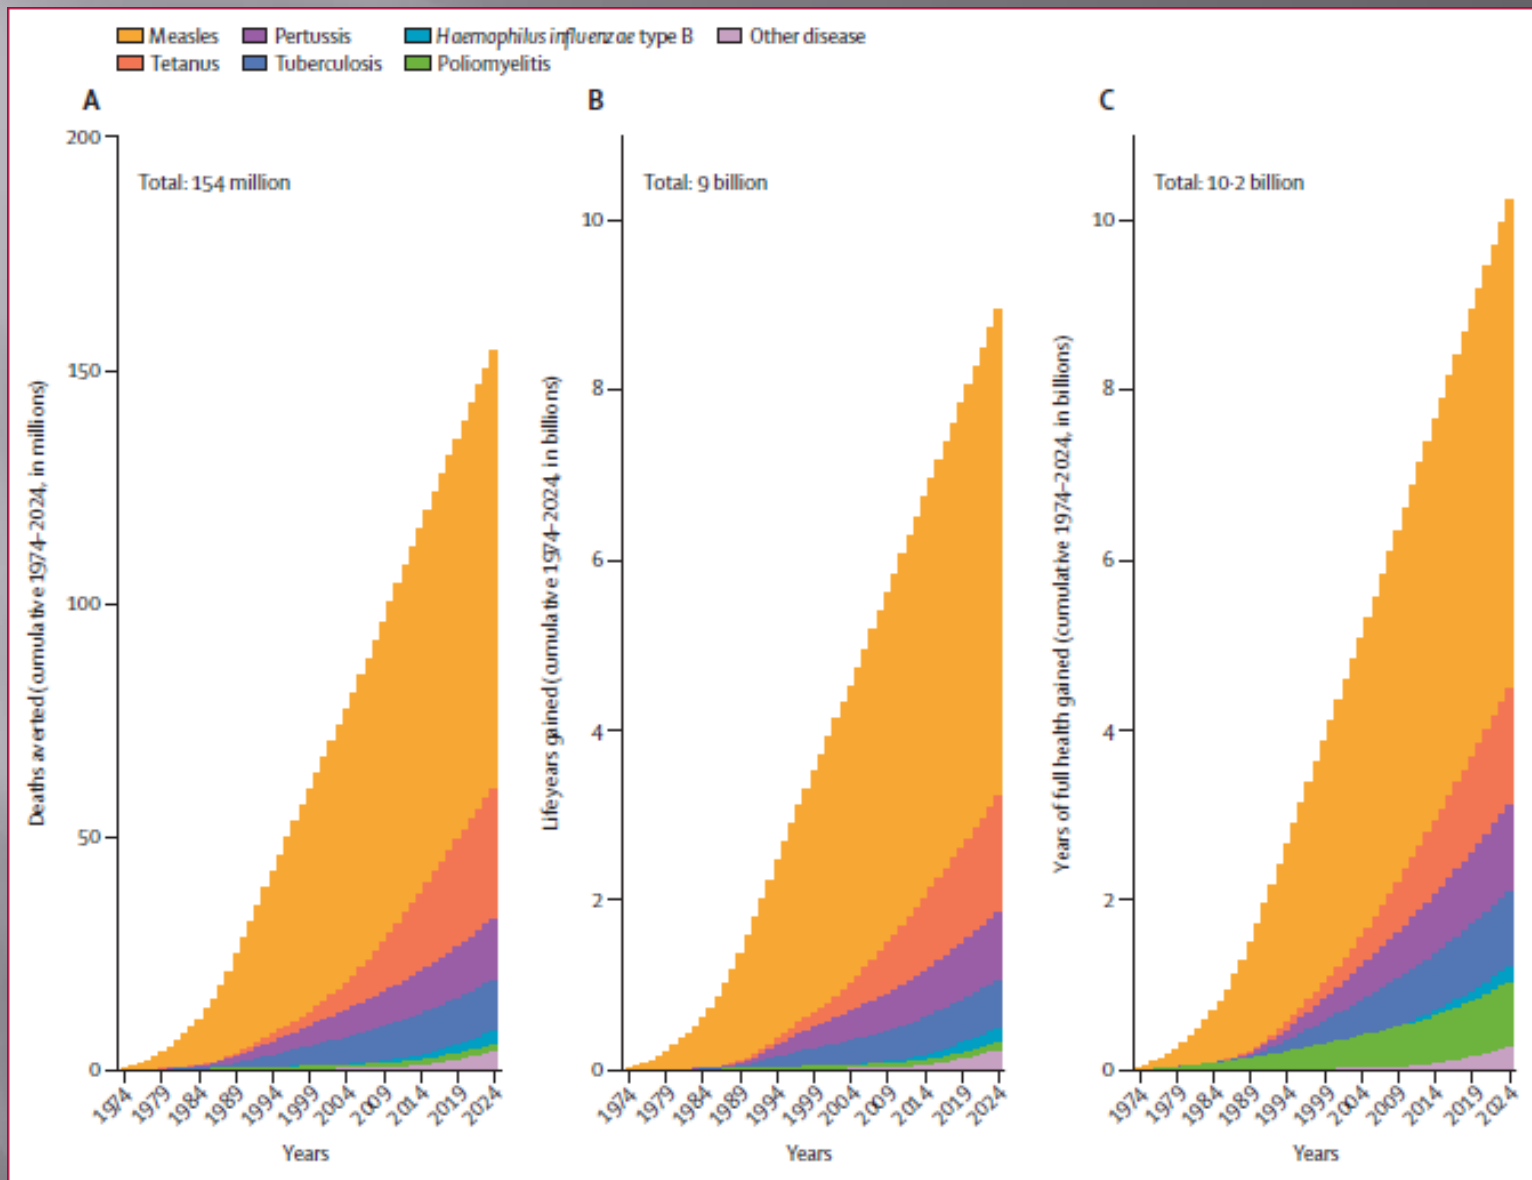 Measles Pertussis Haemophilus influenzae type B Other disease
Tetanus Tuberculosis Poliomyelitis
A
200
150
100
50
0
Total: 154 million
Deaths averted (cumulative 1974–2024, in millions)
1974 1979 1984 1989 1994 1999 2004 2009 2014 2019 2024
Years
B
10
8
6
4
2
0
Total: 9 billion
Life-years gained (cumulative 1974–2024, in billions)
1974 1979 1984 1989 1994 1999 2004 2009 2014 2019 2024
Years
C
10
8
6
4
2
0
Total: 10·2 billion
Years of full health gained (cumulative 1974–2024, in billions)
1974 1979 1984 1989 1994 1999 2004 2009 2014 2019 2024
Years